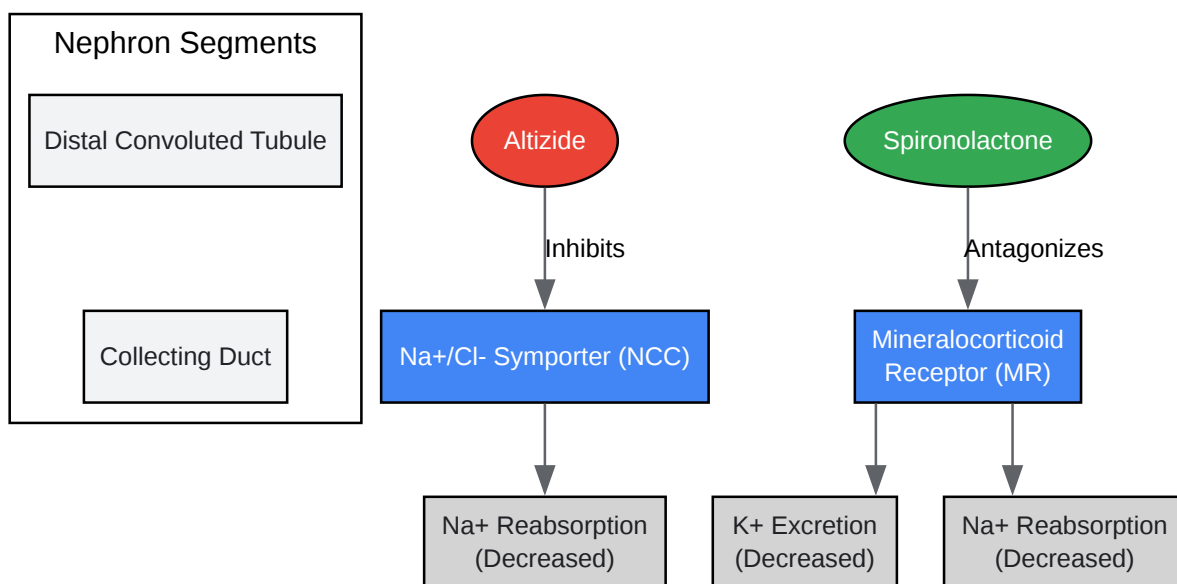 Nephron Segments
Distal Convoluted Tubule
Collecting Duct
Altizide
Inhibits
Na+/Cl- Symporter (NCC)
Na+ Reabsorption
(Decreased)
Spironolactone
Antagonizes
Mineralocorticoid
Receptor (MR)
K+ Excretion
(Decreased)
Na+ Reabsorption
(Decreased)